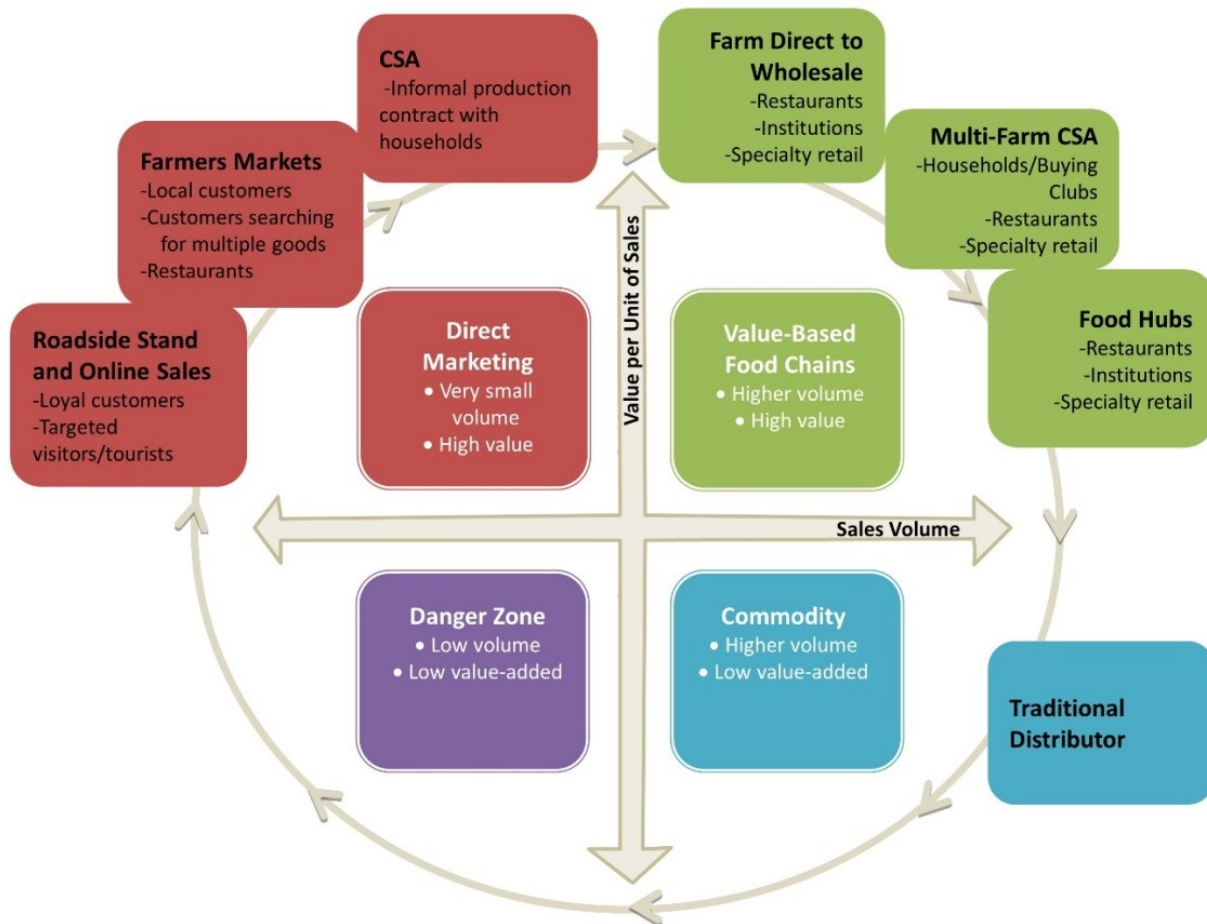 CSA
-Informal production
contract with
households
Farm Direct to
Wholesale
-Restaurants
-Institutions
-Specialty retail
Farmers Markets
-Local customers
-Customers searching
for multiple goods
-Restaurants
Multi-Farm CSA
-Households/Buying
Clubs
-Restaurants
-Specialty retail
Roadside Stand
and Online Sales
-Loyal customers
-Targeted
visitors/tourists
Food Hubs
-Restaurants
-Institutions
-Specialty retail
Value per Unit of Sales
Direct
Marketing
• Very small
volume
• High value
Value-Based
Food Chains
• Higher volume
• High value
Sales Volume
Danger Zone
• Low volume
• Low value-added
Commodity
• Higher volume
• Low value-added
Traditional
Distributor